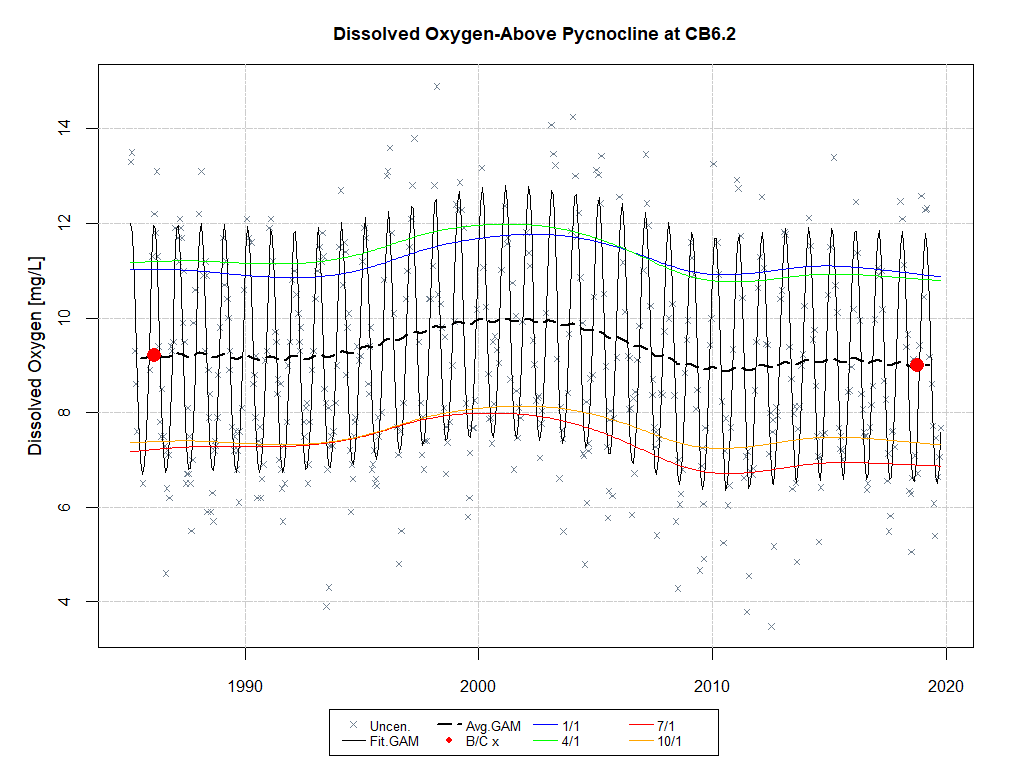 Dissolved Oxygen-Above Pycnocline at CB6.2
Dissolved Oxygen [mg/L]
14
12
10
8
6
4
1990 2000 2010 2020
Uncen. Avg.GAM 1/1 7/1
Fit.GAM B/C x 4/1 10/1